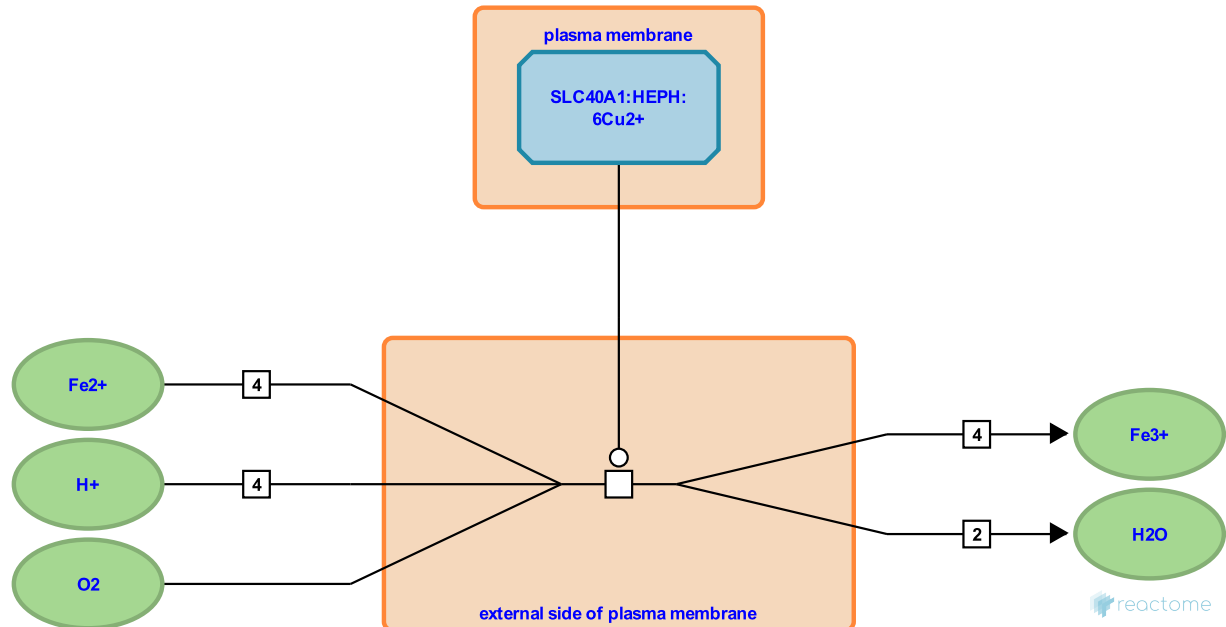 plasma membrane
SLC40A1:HEPH:
6Cu2+
Fe2+
4
H+
4
O2
4
Fe3+
2
H2O
external side of plasma membrane
reactome